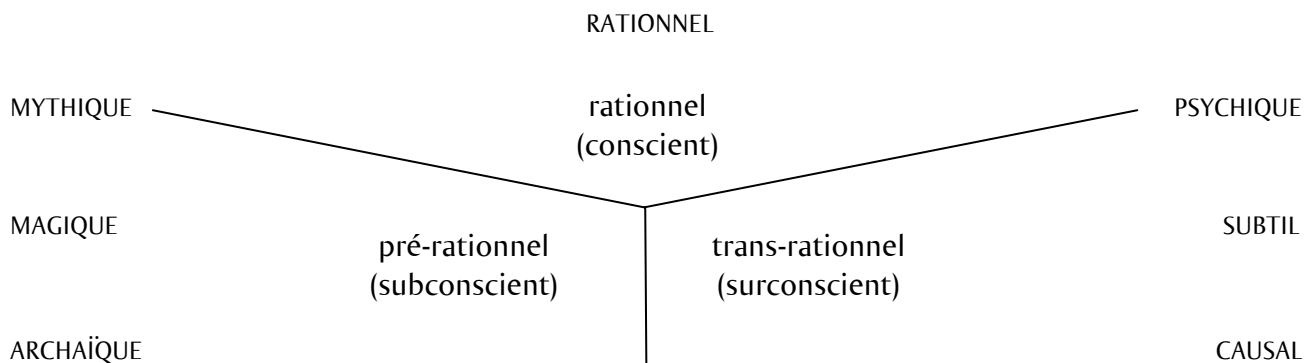 RATIONNEL
MYTHIQUE
rationnel
(conscient)
PSYCHIQUE
MAGIQUE
pré-rationnel
(subconscient)
trans-rationnel
(surconscient)
SUBTIL
ARCHAÏQUE
CAUSAL